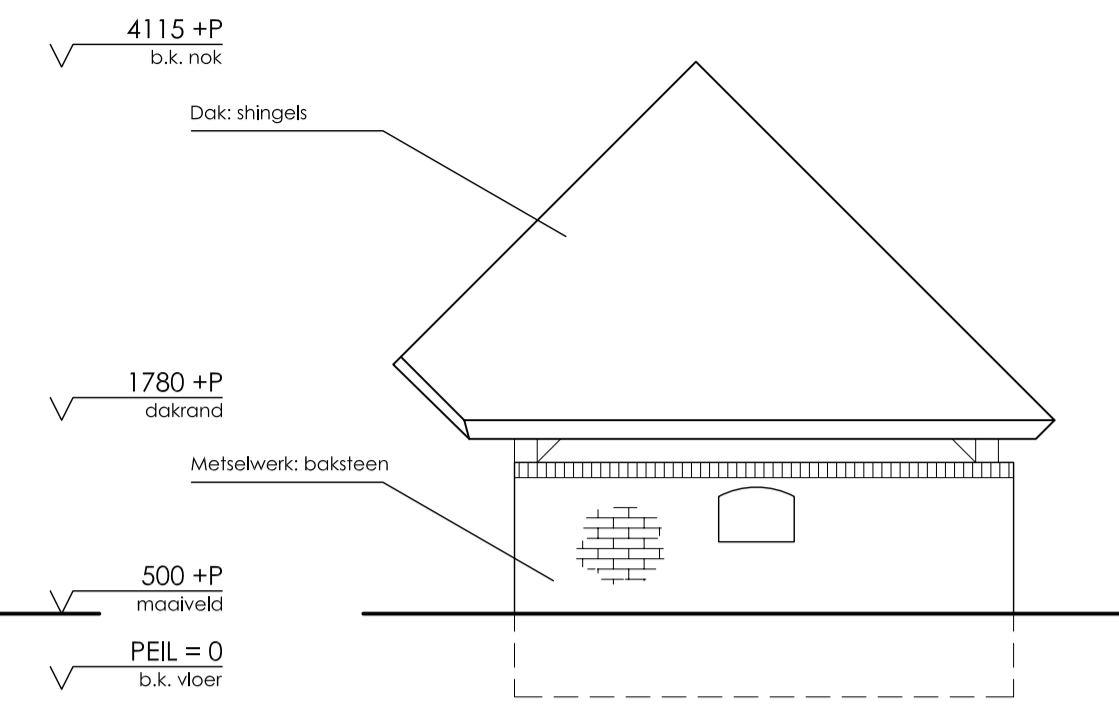 4115 +P
b.k. nok
Dak: shingels
1780 +P
dakrand
Metselwerk: baksteen
500 +P
maaiveld
PEIL = 0
b.k. vloer